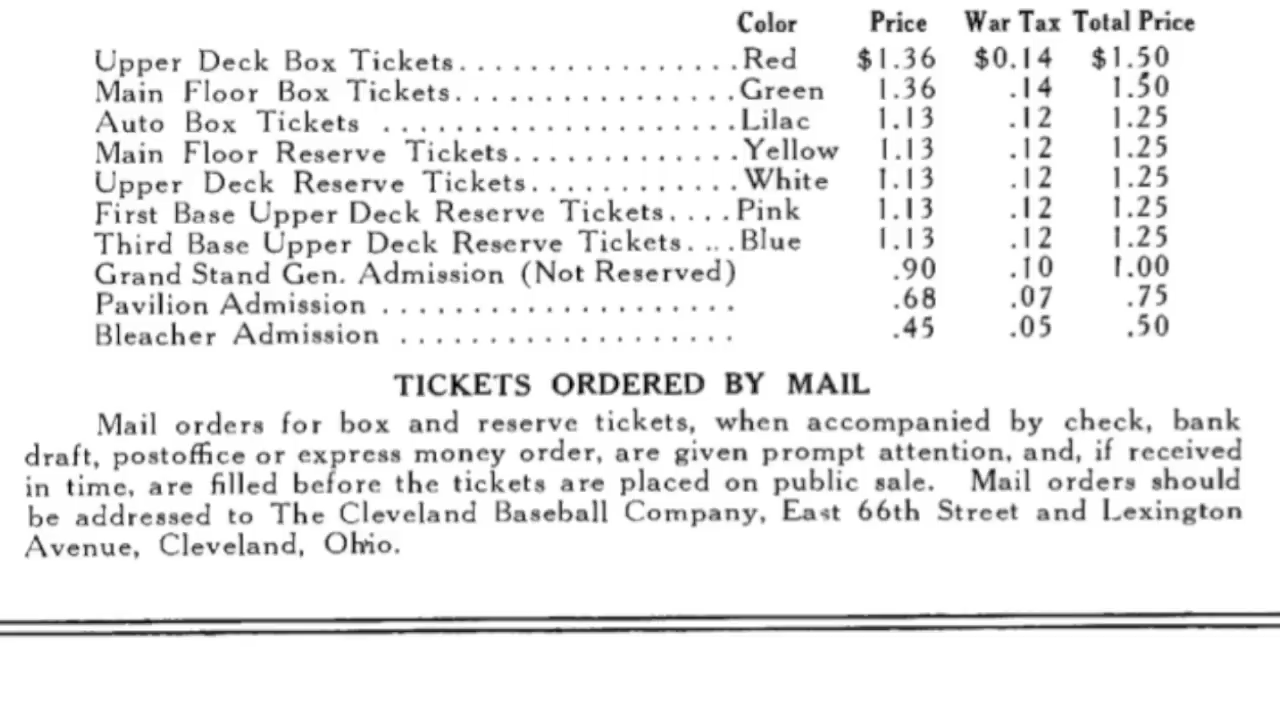 Color Price War Tax Total Price
Upper Deck Box Tickets................Red $1.36 $0.14 $1.50
Main Floor Box Tickets................Green 1.36 .14 1.50
Auto Box Tickets ....................Lilac 1.13 .12 1.25
Main Floor Reserve Tickets.............Yellow 1.13 .12 1.25
Upper Deck Reserve Tickets............White 1.13 .12 1.25
First Base Upper Deck Reserve Tickets....Pink 1.13 .12 1.25
Third Base Upper Deck Reserve Tickets....Blue 1.13 .12 1.25
Grand Stand Gen. Admission (Not Reserved) .90 .10 1.00
Pavilion Admission .................... .68 .07 .75
Bleacher Admission ................... .45 .05 .50
TICKETS ORDERED BY MAIL
Mail orders for box and reserve tickets, when accompanied by check, bank
draft, postoffice or express money order, are given prompt attention, and, if received
in time, are filled before the tickets are placed on public sale. Mail orders should
be addressed to The Cleveland Baseball Company, East 66th Street and Lexington
Avenue, Cleveland, Ohio.